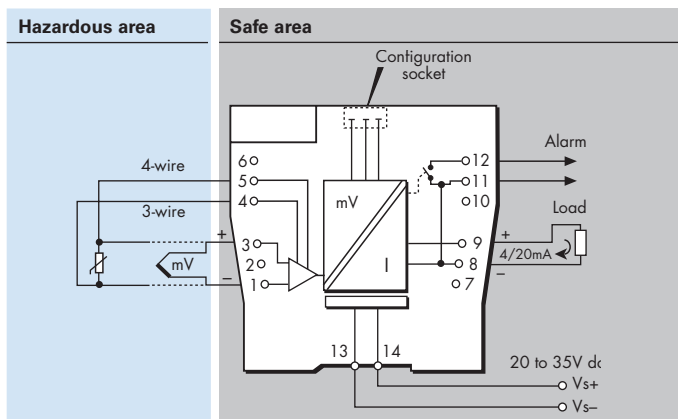 Hazardous area
Safe area
Configuration
socket
6
12
Alarm
4-wire
5
11
mV
4
10
3-wire
Load
+
3
9
+
mV
2
I
8
4/20mA
–
1
7
–
13
14
20 to 35V dc
Vs+
Vs–